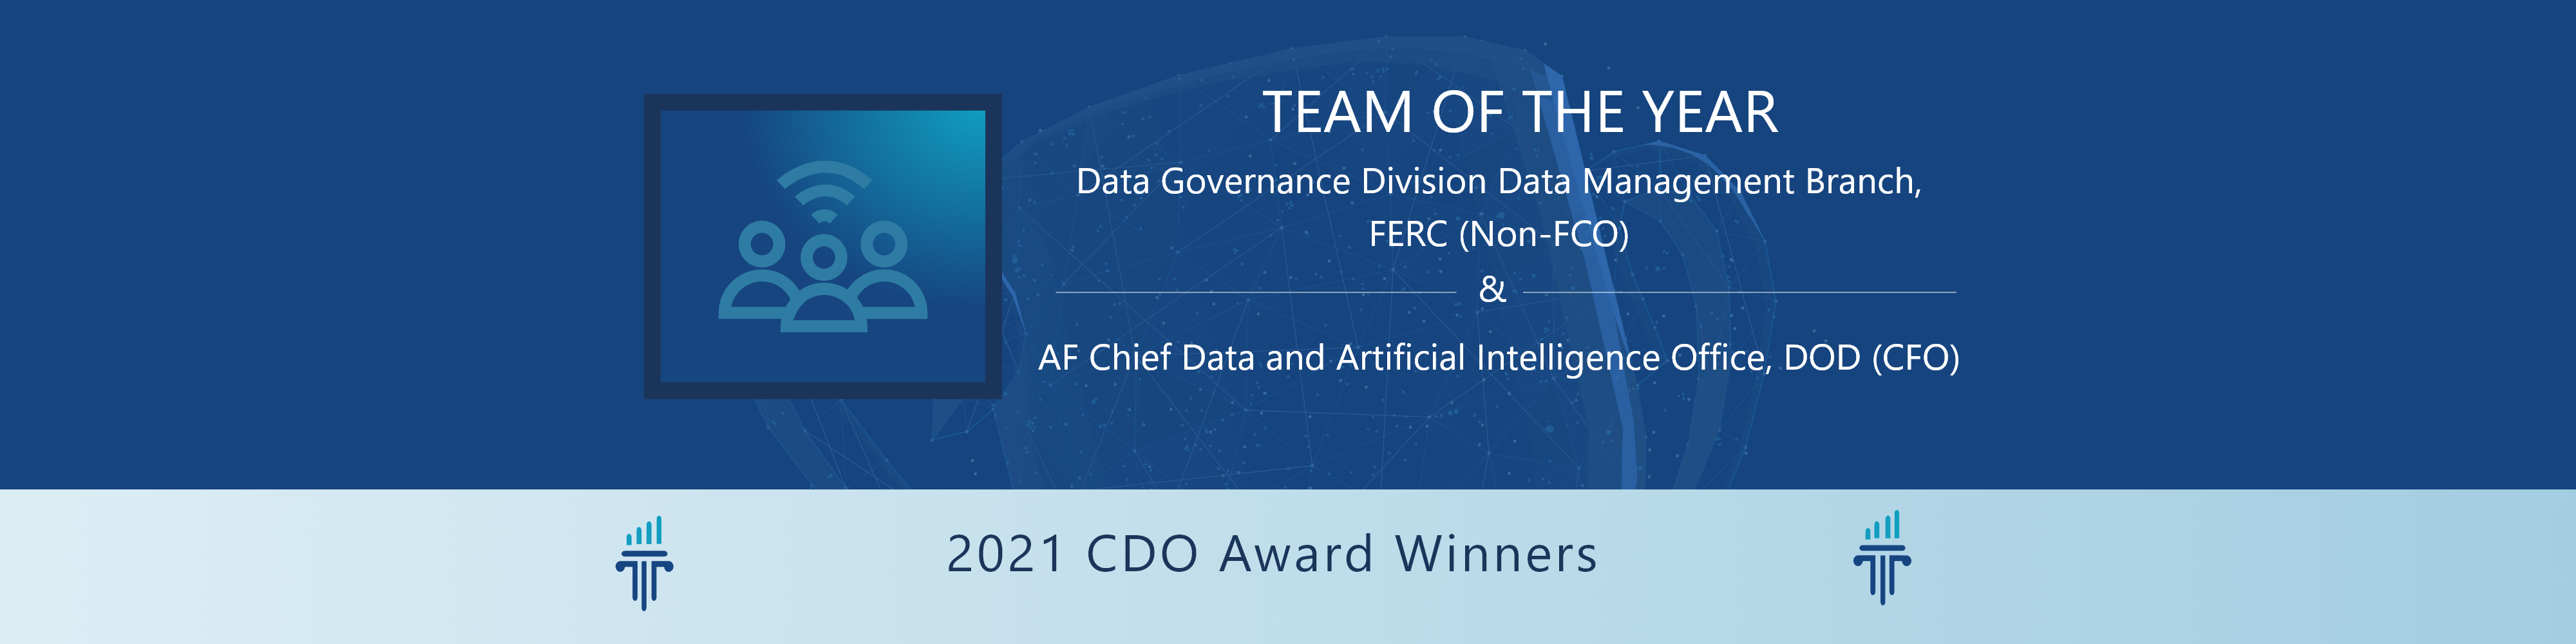 TEAM OF THE YEAR
Data Governance Division Data Management Branch,
FERC (Non-FCO)
&
AF Chief Data and Artificial Intelligence Office, DOD (CFO)
2021 CDO Award Winners